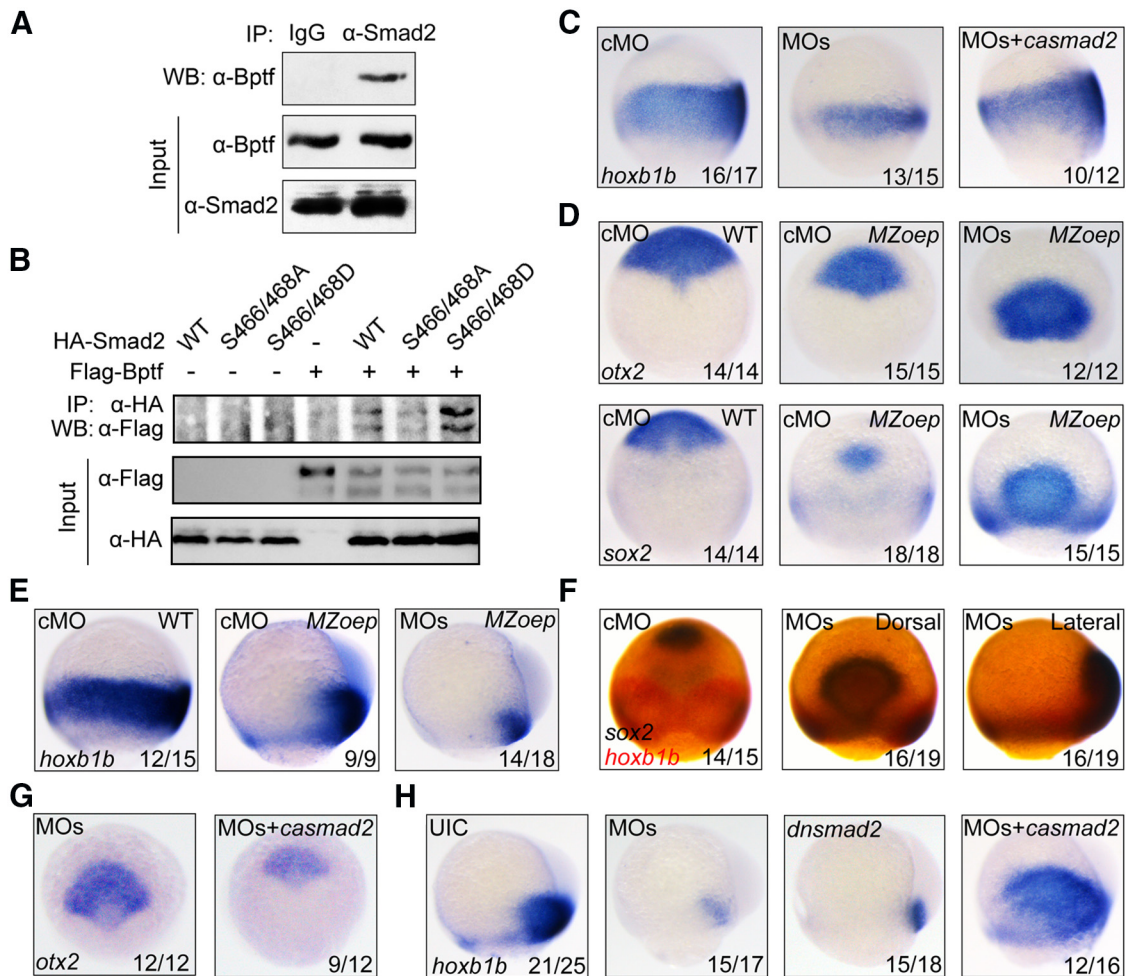 A
IP: IgG α-Smad2
WB: α-Bptf
Input
α-Bptf
α-Smad2
B
HA-Smad2 WT S466/468A S466/468D - WT S466/468A S466/468D
Flag-Bptf - - - + + + +
IP: α-HA
WB: α-Flag
Input
α-Flag
α-HA
C
cMO
hoxb1b 16/17
MOs
13/15
MOs+casmad2
10/12
D
cMO WT
otx2 14/14
cMO MZoep
15/15
MOs MZoep
12/12
cMO WT
sox2 14/14
cMO MZoep
18/18
MOs MZoep
15/15
E
cMO WT
hoxb1b 12/15
cMO MZoep
9/9
MOs MZoep
14/18
F
cMO
sox2
hoxb1b 14/15
MOs Dorsal
16/19
MOs Lateral
16/19
G
MOs
otx2 12/12
MOs+casmad2
9/12
H
UIC
hoxb1b 21/25
MOs
15/17
dnsmad2
15/18
MOs+casmad2
12/16